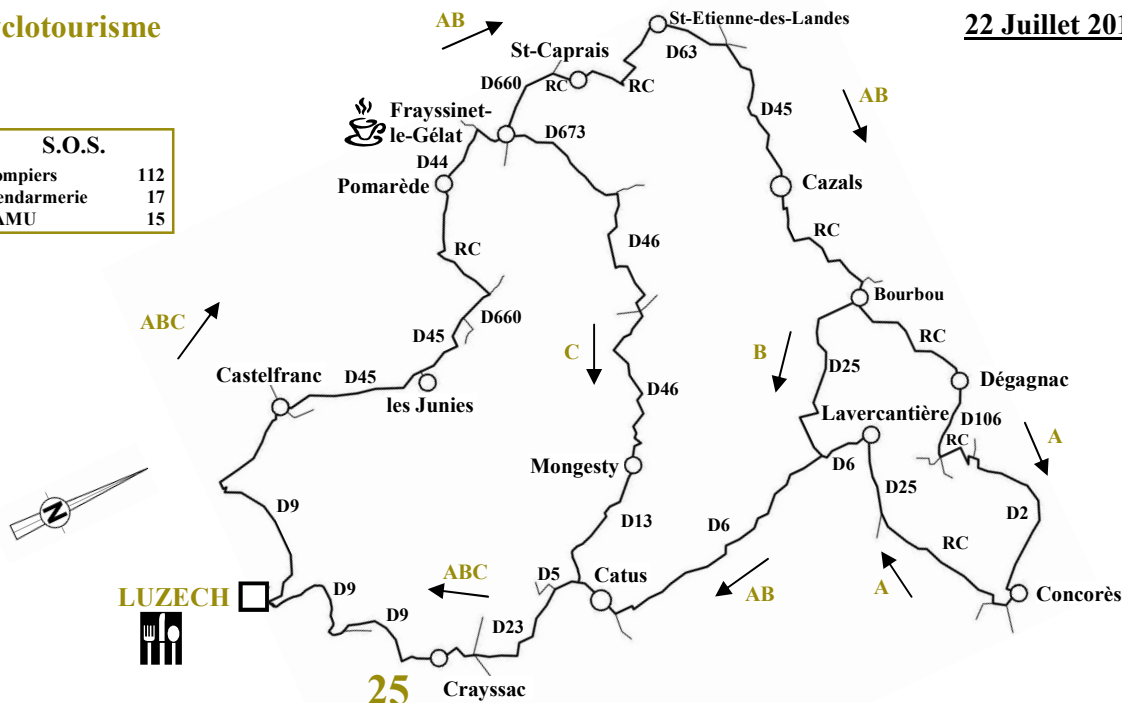 yclotourisme
22 Juillet 201
AB
St-Etienne-des-Landes
St-Caprais
D63
D660
RC
RC
AB
D45
Frayssinet-
le-Gélat
D673
S.O.S.
ompiers 112
endarmerie 17
AMU 15
D44
Pomarède
Cazals
D46
RC
RC
Bourbou
D660
ABC
D45
C
B
RC
D25
Castelfranc
D45
les Junies
D46
Dégagnac
Lavercantière
D106
A
RC
Mongesty
D6
D25
N
D9
D13
D6
D2
RC
ABC
D5
Catus
AB
A
Concorès
LUZECH
D9
D9
D23
25
Crayssac